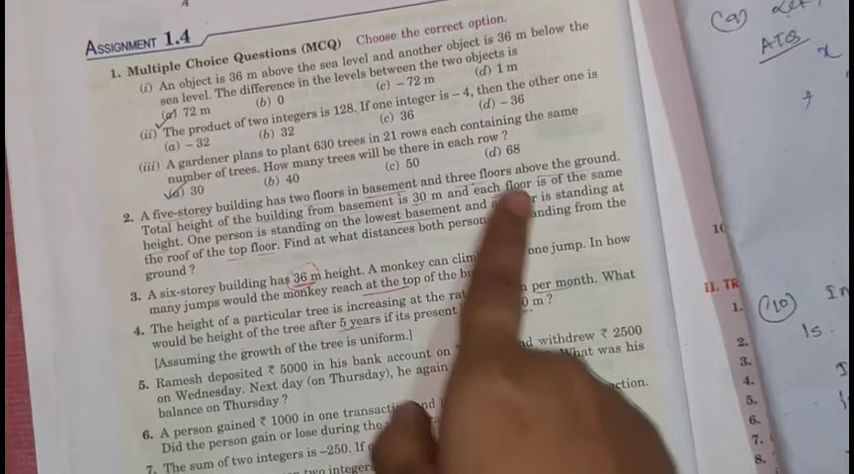 ASSIGNMENT 1.4
1. Multiple Choice Questions (MCQ) Choose the correct option.
(i) An object is 36 m above the sea level and another object is 36 m below the
sea level. The difference in the levels between the two objects is
(a) 72 m (b) 0 (c) – 72 m (d) 1 m
(ii) The product of two integers is 128. If one integer is – 4, then the other one is
(a) – 32 (b) 32 (c) 36 (d) – 36
(iii) A gardener plans to plant 630 trees in 21 rows each containing the same
number of trees. How many trees will be there in each row ?
(a) 30 (b) 40 (c) 50 (d) 68
2. A five-storey building has two floors in basement and three floors above the ground.
Total height of the building from basement is 30 m and each floor is of the same
height. One person is standing on the lowest basement and is standing at
the roof of the top floor. Find at what distances both person anding from the
ground ?
3. A six-storey building has 36 m height. A monkey can clim one jump. In how
many jumps would the monkey reach at the top of the bu
4. The height of a particular tree is increasing at the rat per month. What
would be height of the tree after 5 years if its present 0 m ?
[Assuming the growth of the tree is uniform.]
5. Ramesh deposited ₹ 5000 in his bank account on nd withdrew ₹ 2500
on Wednesday. Next day (on Thursday), he again What was his
balance on Thursday ?
6. A person gained ₹ 1000 in one transacti nd ction.
Did the person gain or lose during the
7. The sum of two integers is –250. If
two integer
(9) Let,
ATQ
x
II. TR
1.
2.
3.
4.
5.
6.
7.
8.
(10) In
Is